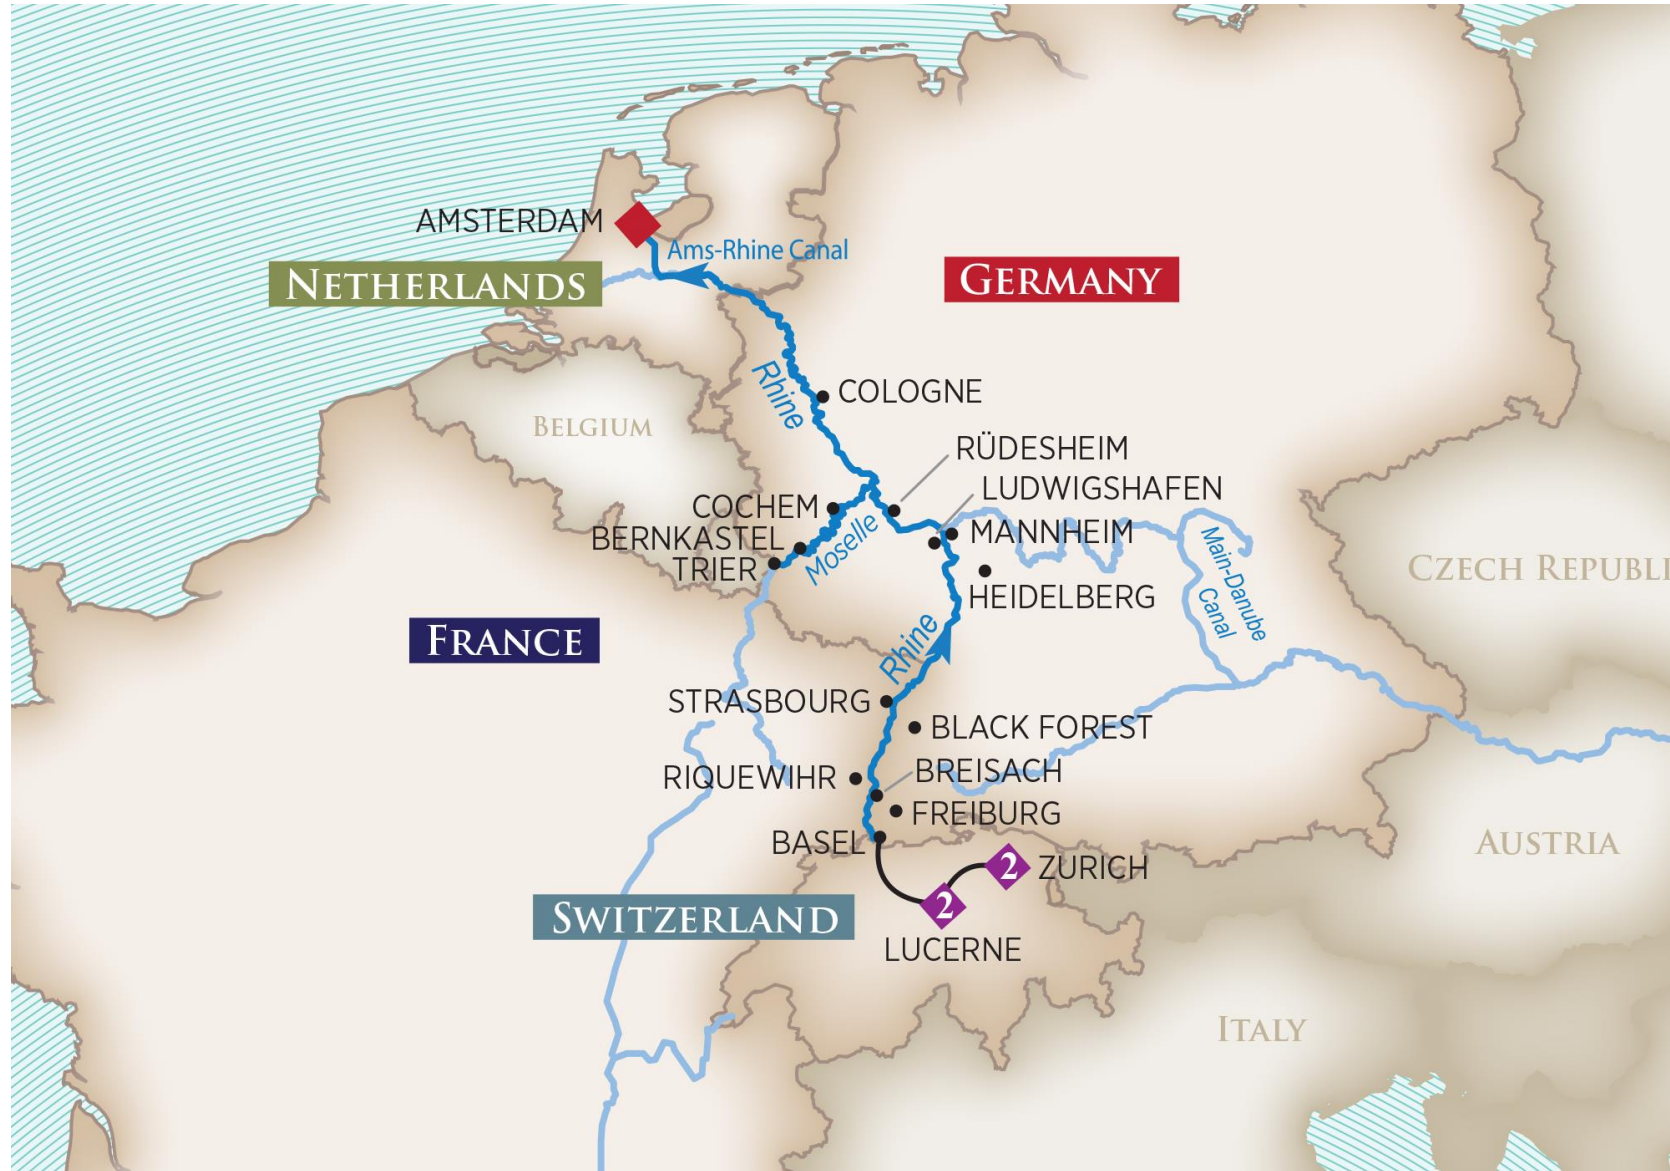 AMSTERDAM
Ams-Rhine Canal
NETHERLANDS
GERMANY
Rhine
COLOGNE
BELGIUM
RÜDESHEIM
LUDWIGSHAFEN
COCHEM
MANNHEIM
BERNKASTEL
Moselle
TRIER
Main-Danube
Canal
CZECH REPUBLI
HEIDELBERG
FRANCE
Rhine
STRASBOURG
BLACK FOREST
RIQUEWIHR
BREISACH
FREIBURG
BASEL
AUSTRIA
2
ZURICH
2
SWITZERLAND
LUCERNE
ITALY